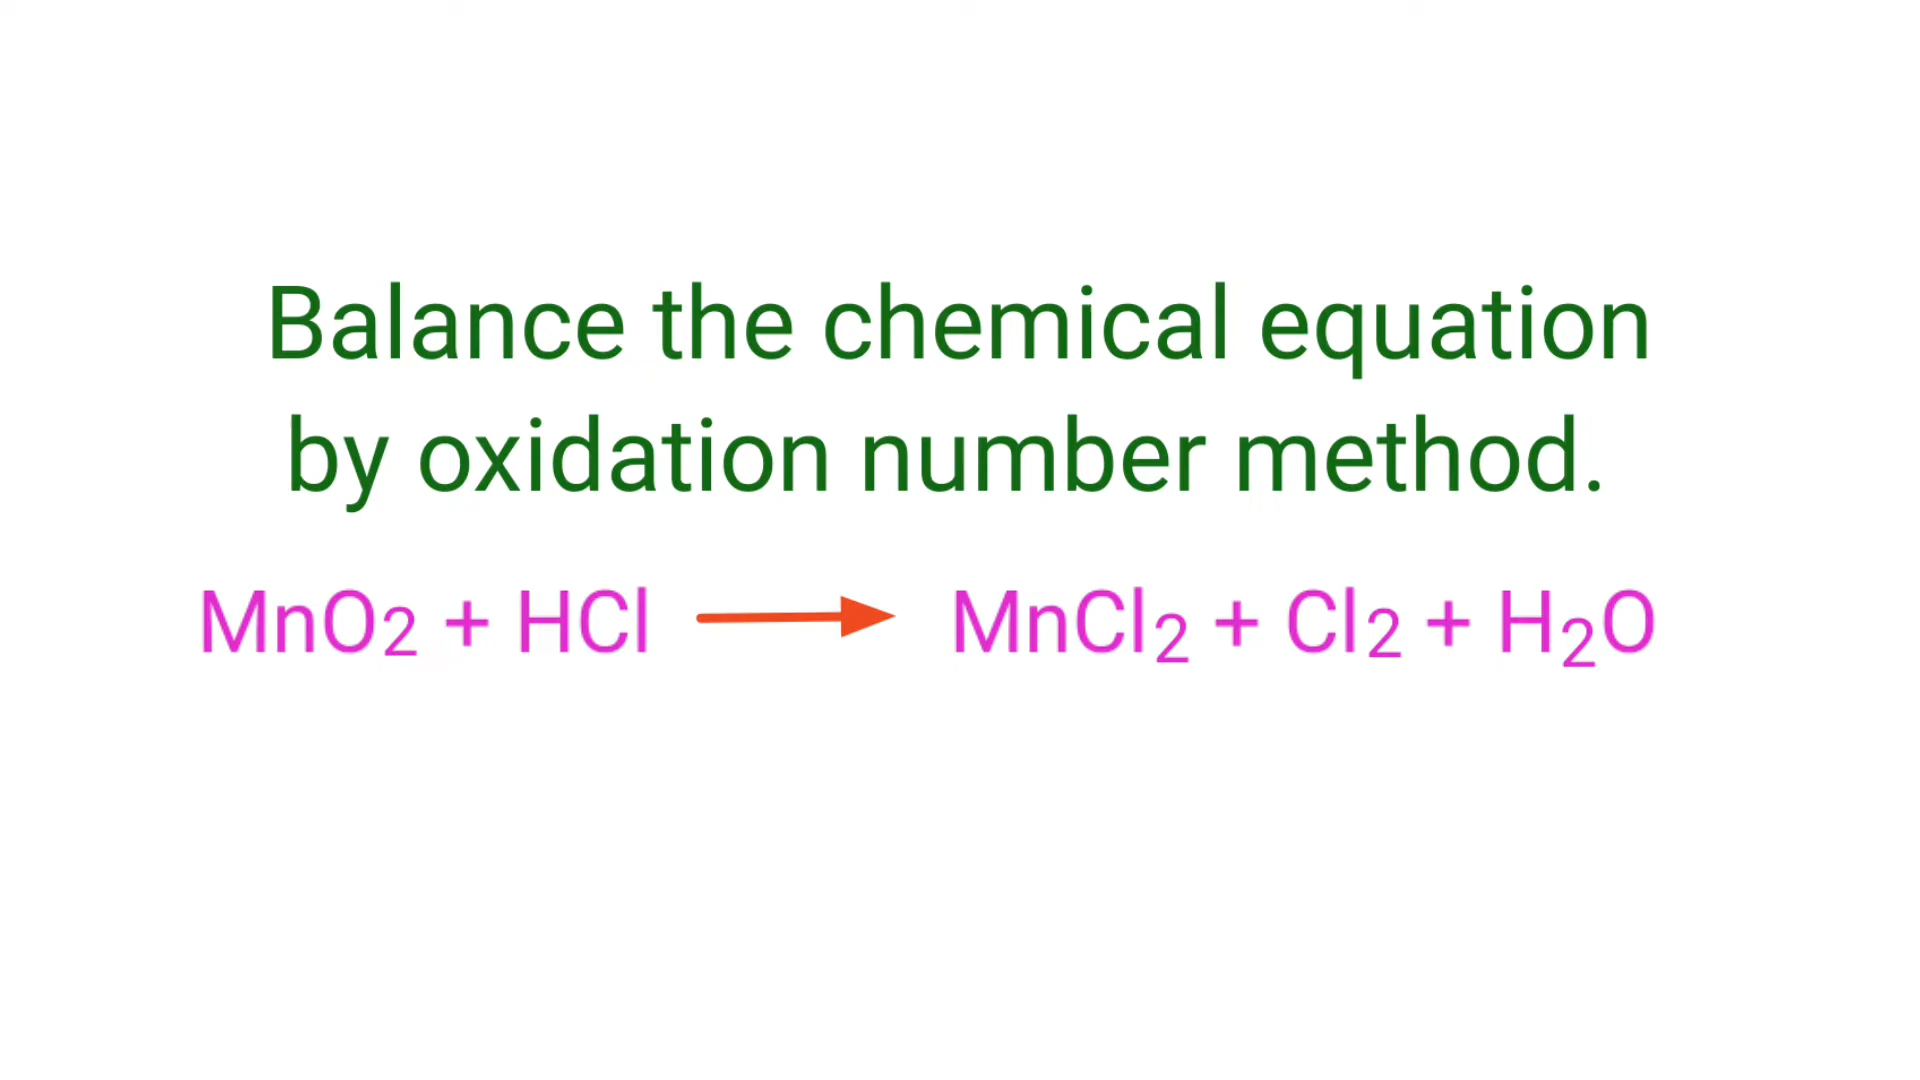 Balance the chemical equation
by oxidation number method.
MnO2 + HCl → MnCl2 + Cl2 + H2O